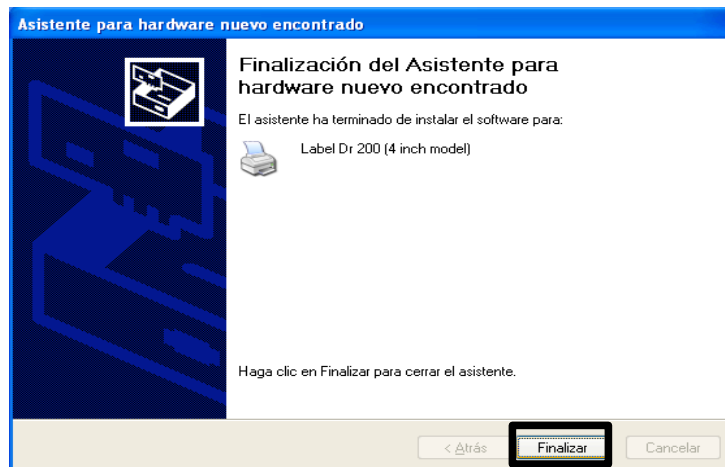 Asistente para hardware nuevo encontrado
Finalización del Asistente para
hardware nuevo encontrado
El asistente ha terminado de instalar el software para:
Label Dr 200 (4 inch model)
Haga clic en Finalizar para cerrar el asistente.
< Atrás Finalizar Cancelar